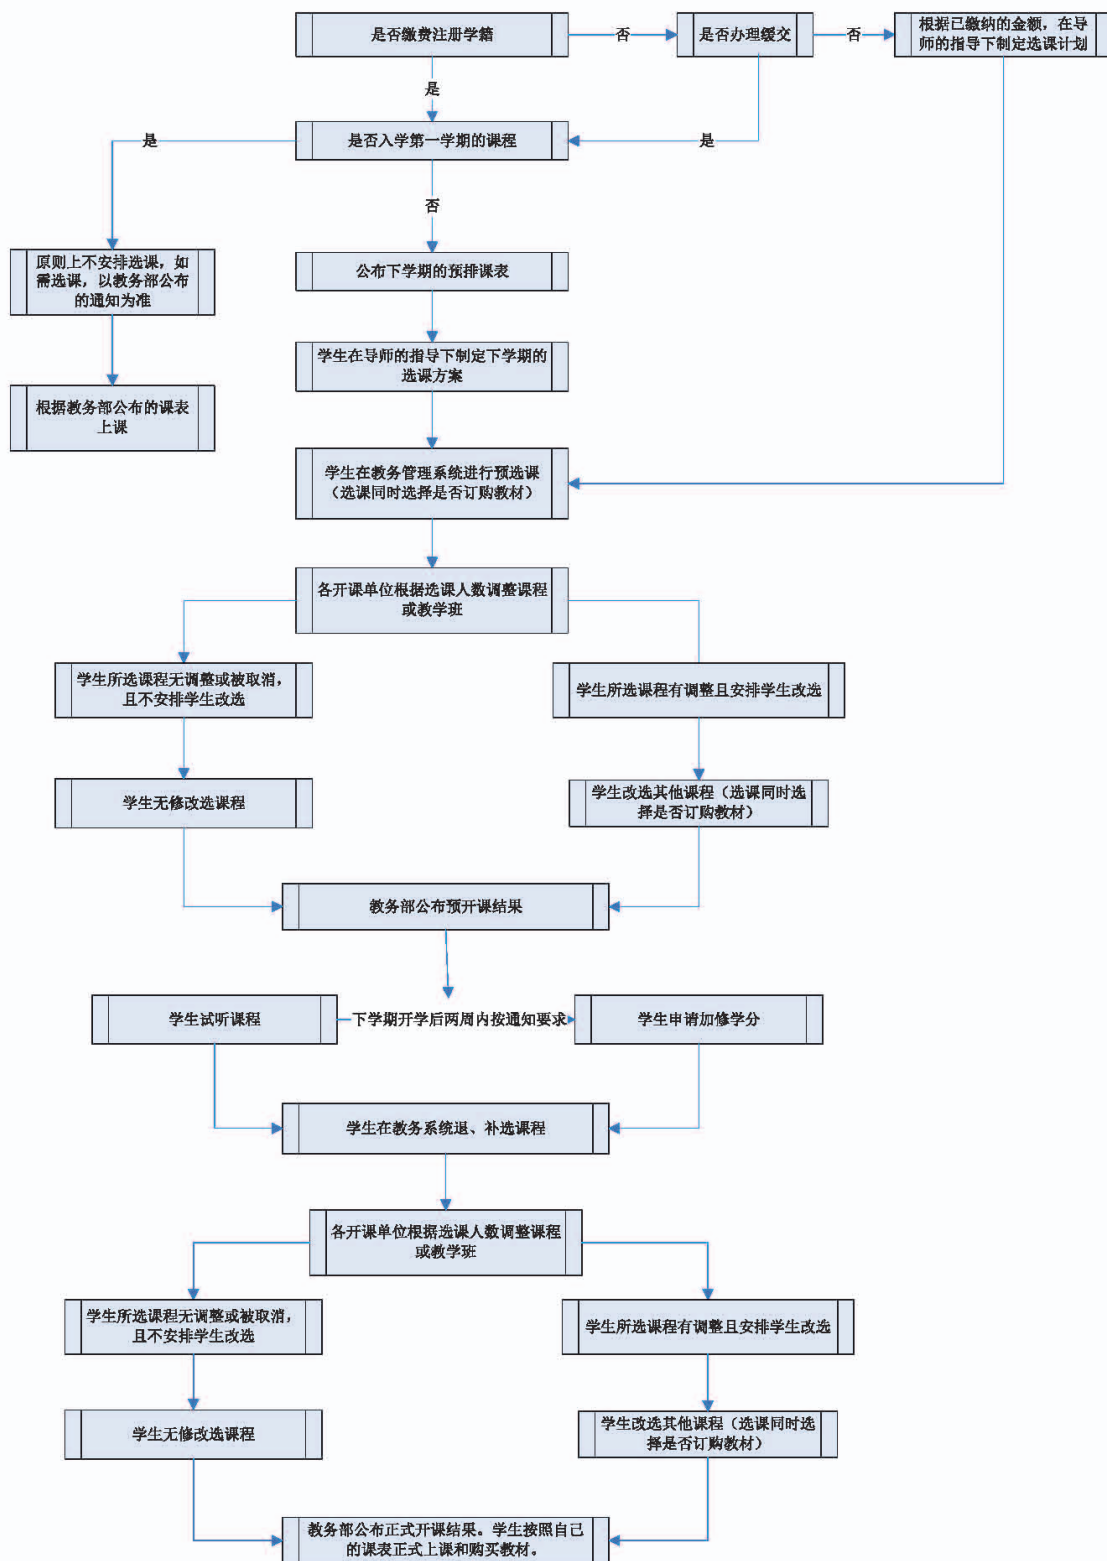 是否缴费注册学籍
否
是否办理缓交
否
根据已缴纳的金额，在导
师的指导下制定选课计划
是
是
是否入学第一学期的课程
是
否
原则上不安排选课，如
需选课，以教务部公布
的通知为准
公布下学期的预排课表
学生在导师的指导下制定下学期的
选课方案
根据教务部公布的课表
上课
学生在教务管理系统进行预选课
（选课同时选择是否订购教材）
各开课单位根据选课人数调整课程
或教学班
学生所选课程无调整或被取消，
且不安排学生改选
学生所选课程有调整且安排学生改选
学生无修改选课程
学生改选其他课程（选课同时选
择是否订购教材）
教务部公布预开课结果
学生试听课程
下学期开学后两周内按通知要求
学生申请加修学分
学生在教务系统退、补选课程
各开课单位根据选课人数调整课程
或教学班
学生所选课程无调整或被取消，
且不安排学生改选
学生所选课程有调整且安排学生改选
学生无修改选课程
学生改选其他课程（选课同时选
择是否订购教材）
教务部公布正式开课结果。学生按照自己
的课表正式上课和购买教材。